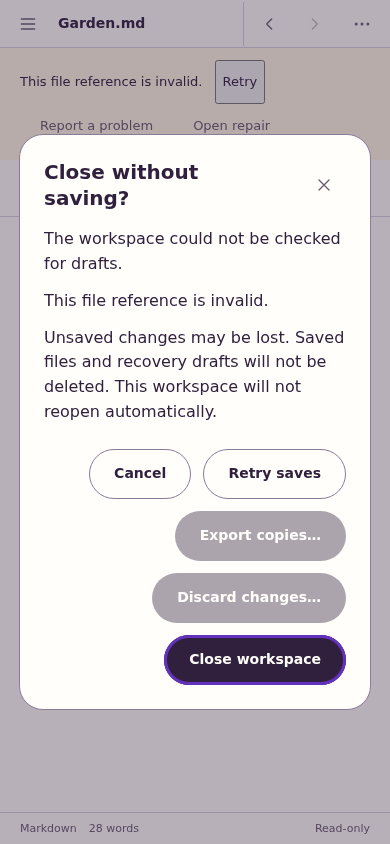 Garden.md
This file reference is invalid. Retry
Report a problem Open repair
Close without
saving?
The workspace could not be checked
for drafts.
This file reference is invalid.
Unsaved changes may be lost. Saved
files and recovery drafts will not be
deleted. This workspace will not
reopen automatically.
Cancel Retry saves
Export copies...
Discard changes...
Close workspace
Markdown 28 words Read-only